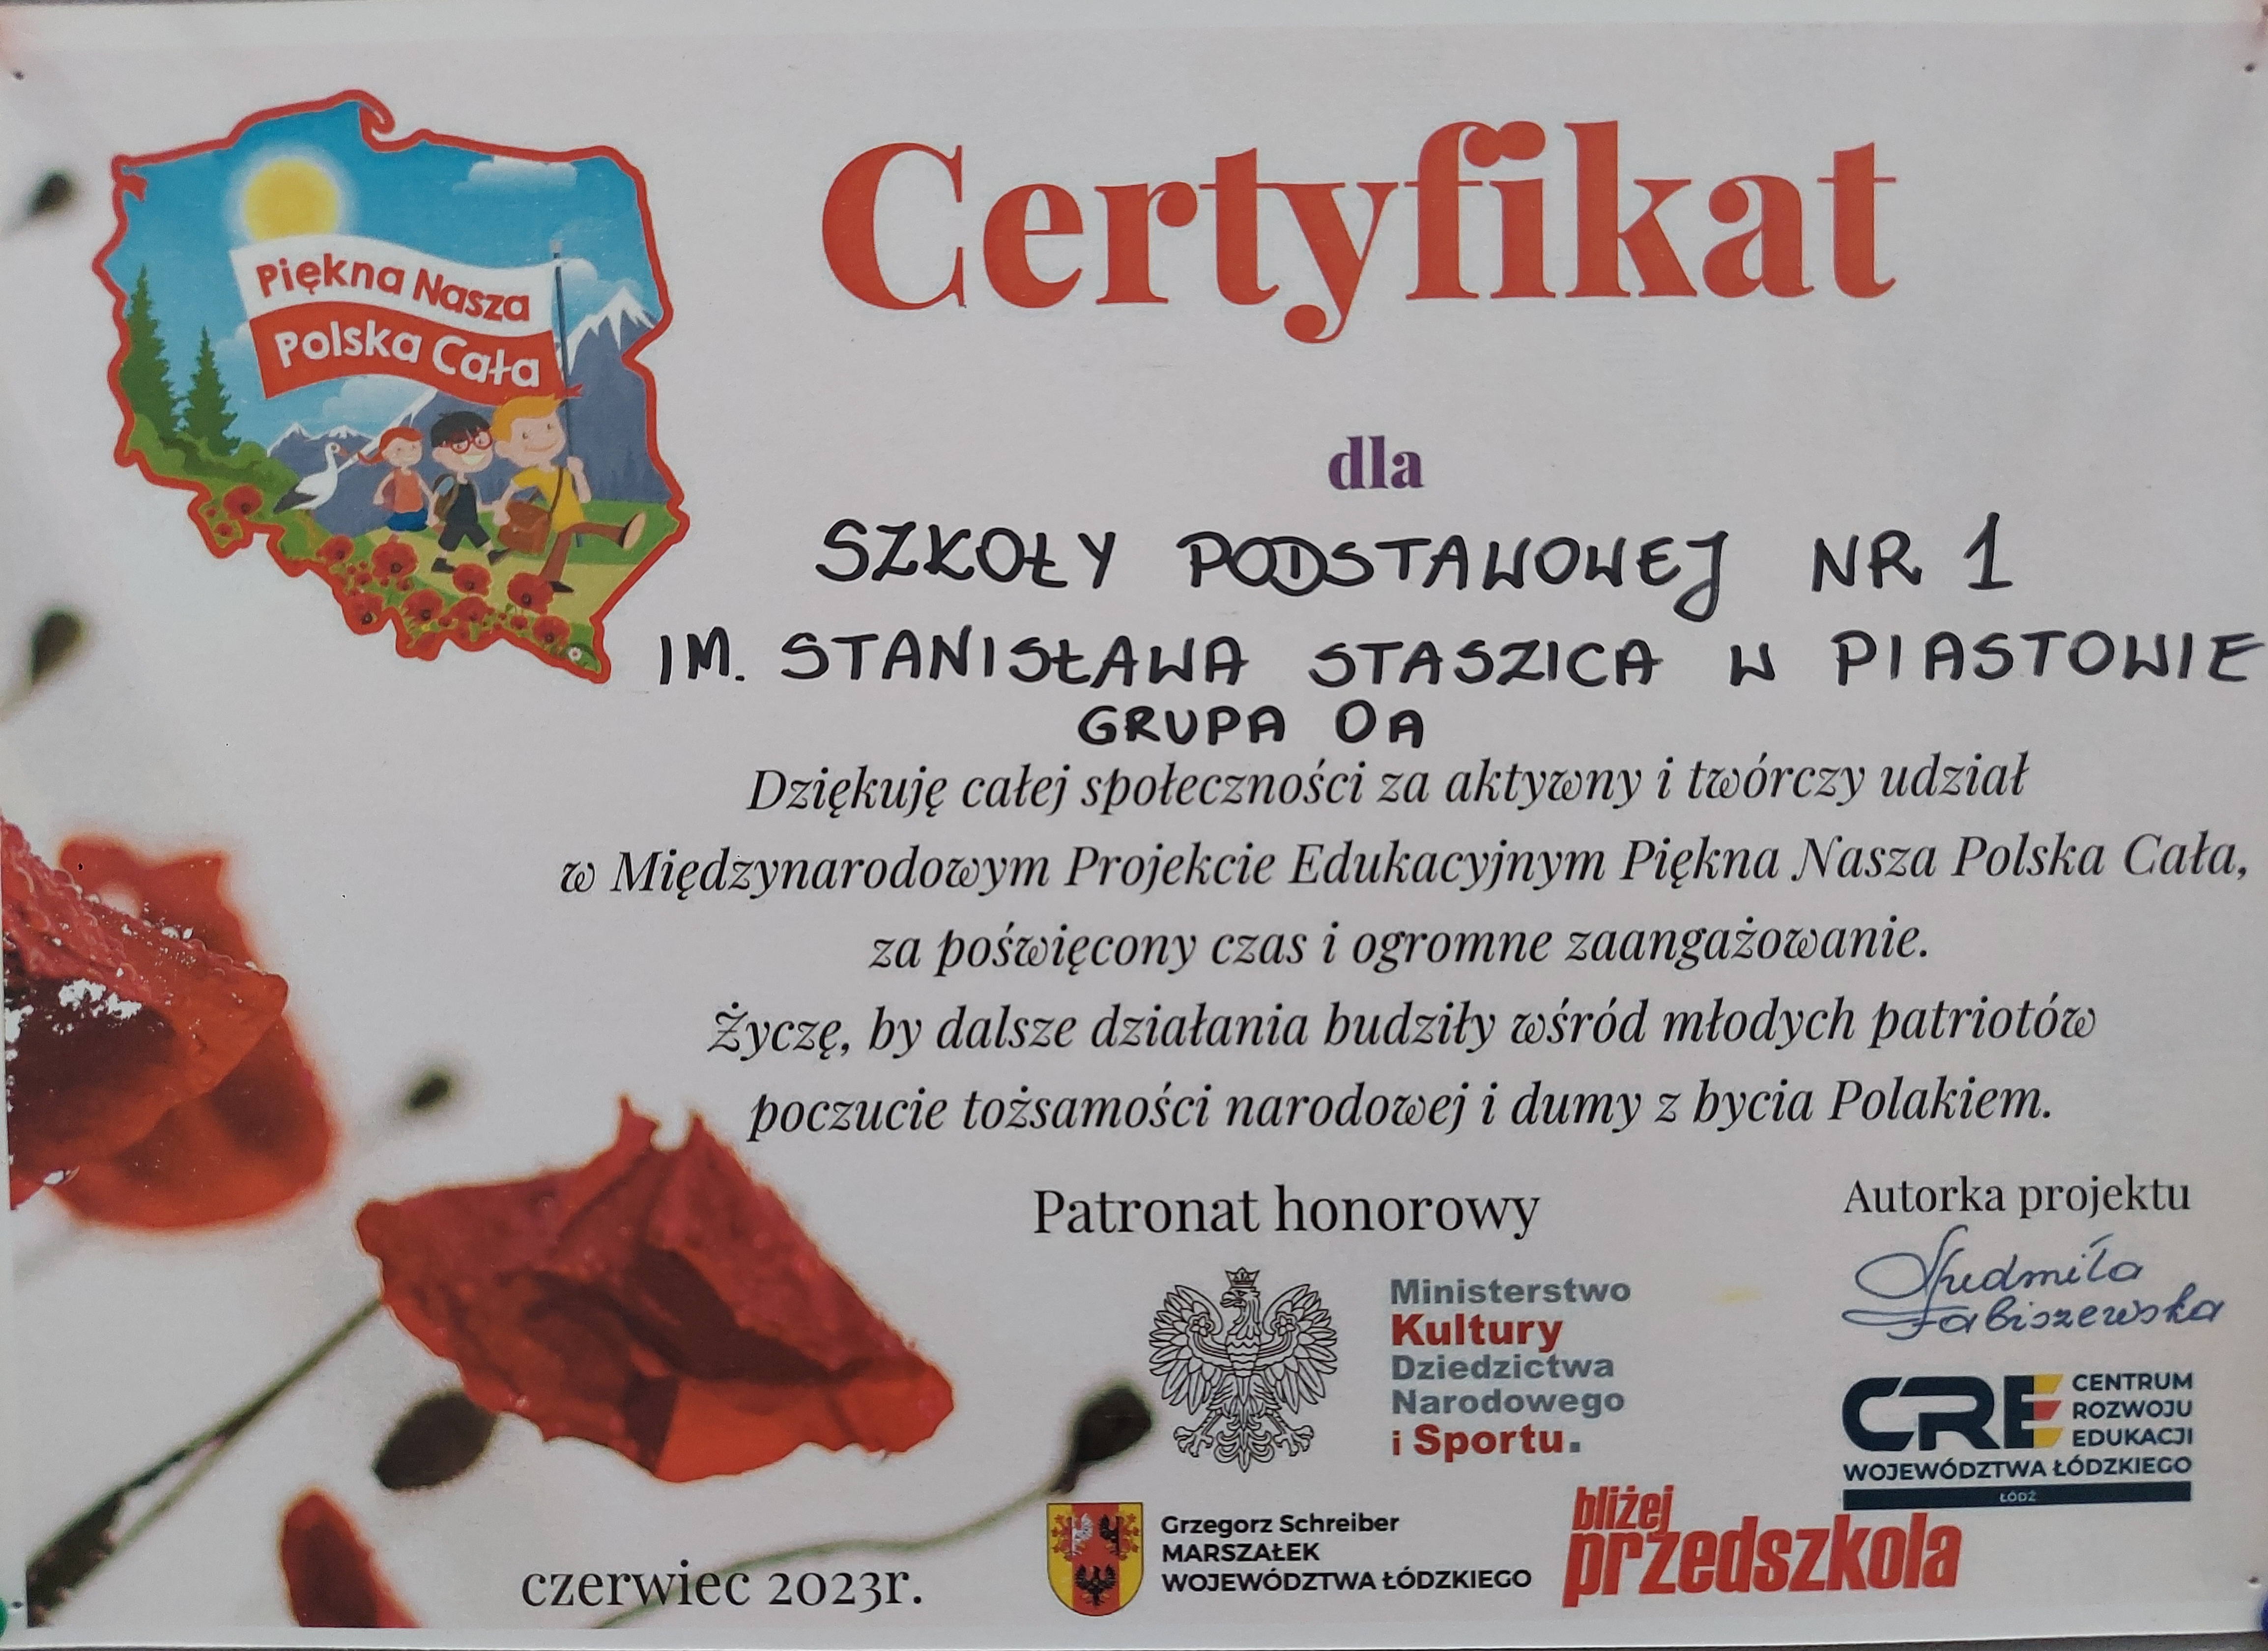 Piękna Nasza
Polska Cała
Certyfikat
dla
SZKOŁY PODSTAWOWEJ NR 1
IM. STANISŁAWA STASZICA W PIASTOWIE
GRUPA 0A
Dziękuję całej społeczności za aktywny i twórczy udział
w Międzynarodowym Projekcie Edukacyjnym Piękna Nasza Polska Cała,
za poświęcony czas i ogromne zaangażowanie.
Życzę, by dalsze działania budziły wśród młodych patriotów
poczucie tożsamości narodowej i dumy z bycia Polakiem.
Patronat honorowy
Ministerstwo
Kultury
Dziedzictwa
Narodowego
i Sportu.
Autorka projektu
Ludmiła
Fabiszewska
CRE CENTRUM
ROZWOJU
EDUKACJI
WOJEWÓDZTWA ŁÓDZKIEGO
ŁÓDŹ
Grzegorz Schreiber
MARSZAŁEK
WOJEWÓDZTWA ŁÓDZKIEGO
bliżej
przedszkola
czerwiec 2023r.